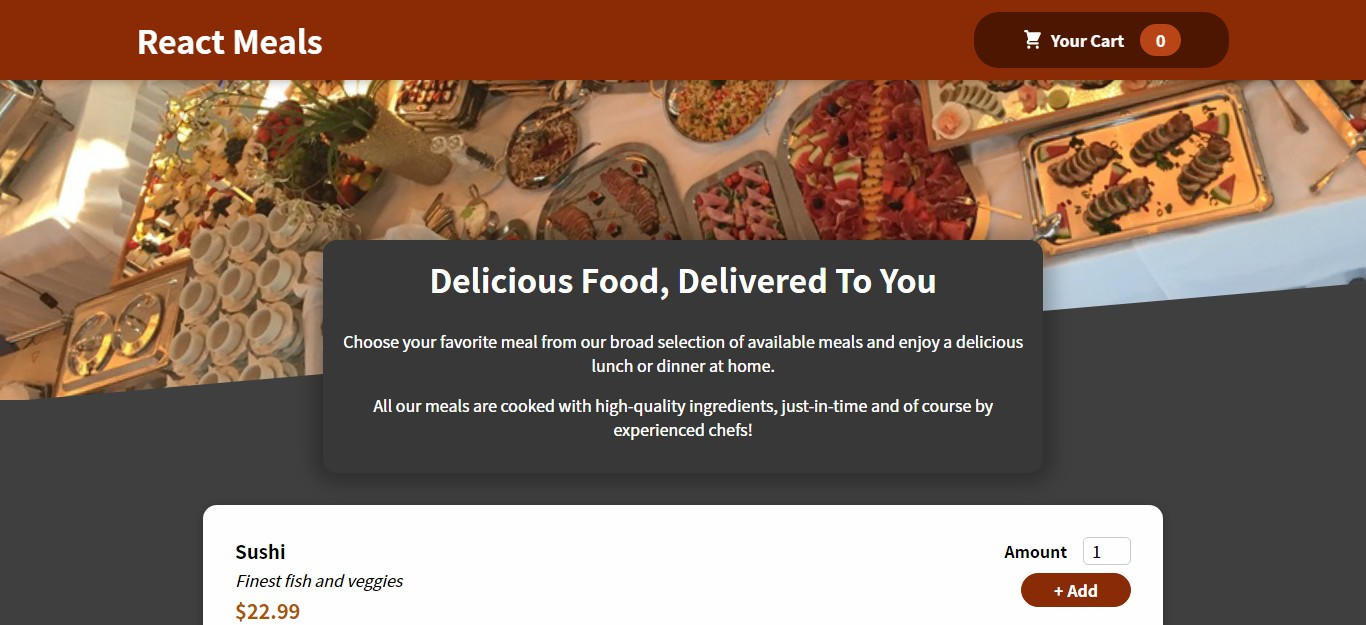 React Meals
Your Cart 0
Delicious Food, Delivered To You
Choose your favorite meal from our broad selection of available meals and enjoy a delicious
lunch or dinner at home.
All our meals are cooked with high-quality ingredients, just-in-time and of course by
experienced chefs!
Sushi
Finest fish and veggies
$22.99
Amount 1
+ Add